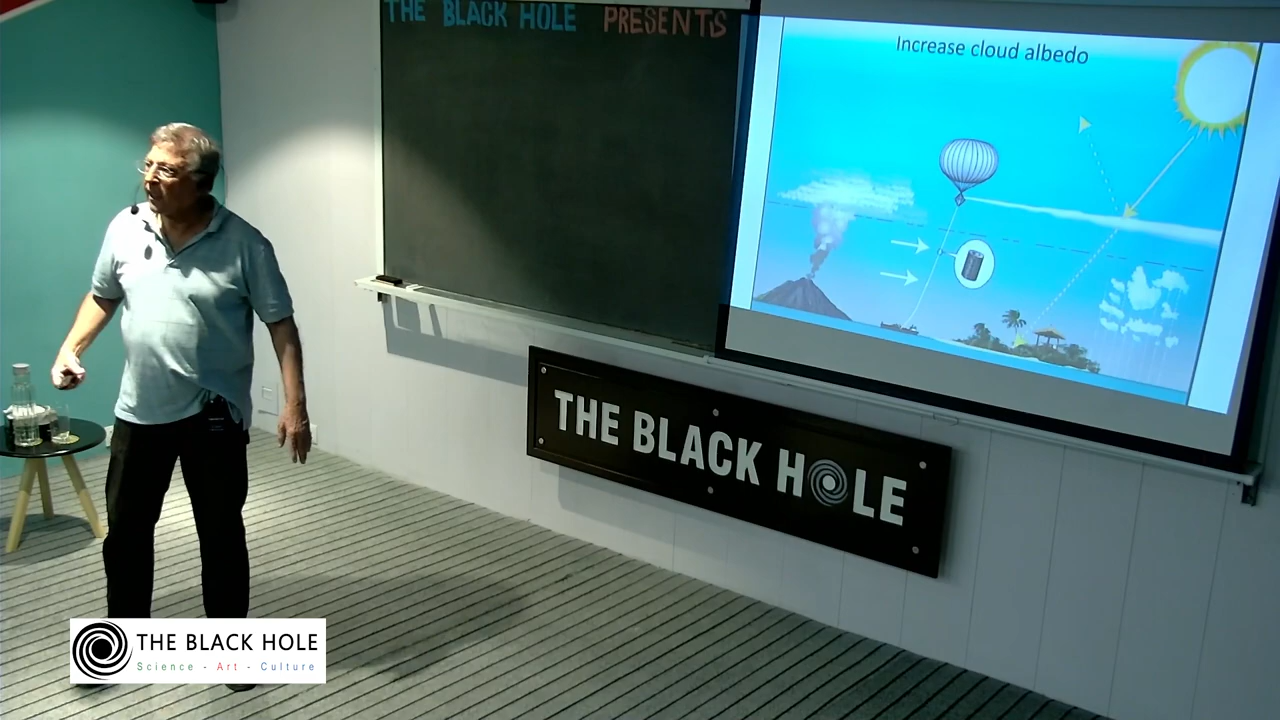 THE BLACK HOLE PRESENTS
Increase cloud albedo
THE BLACK HOLE
THE BLACK HOLE
Science - Art - Culture